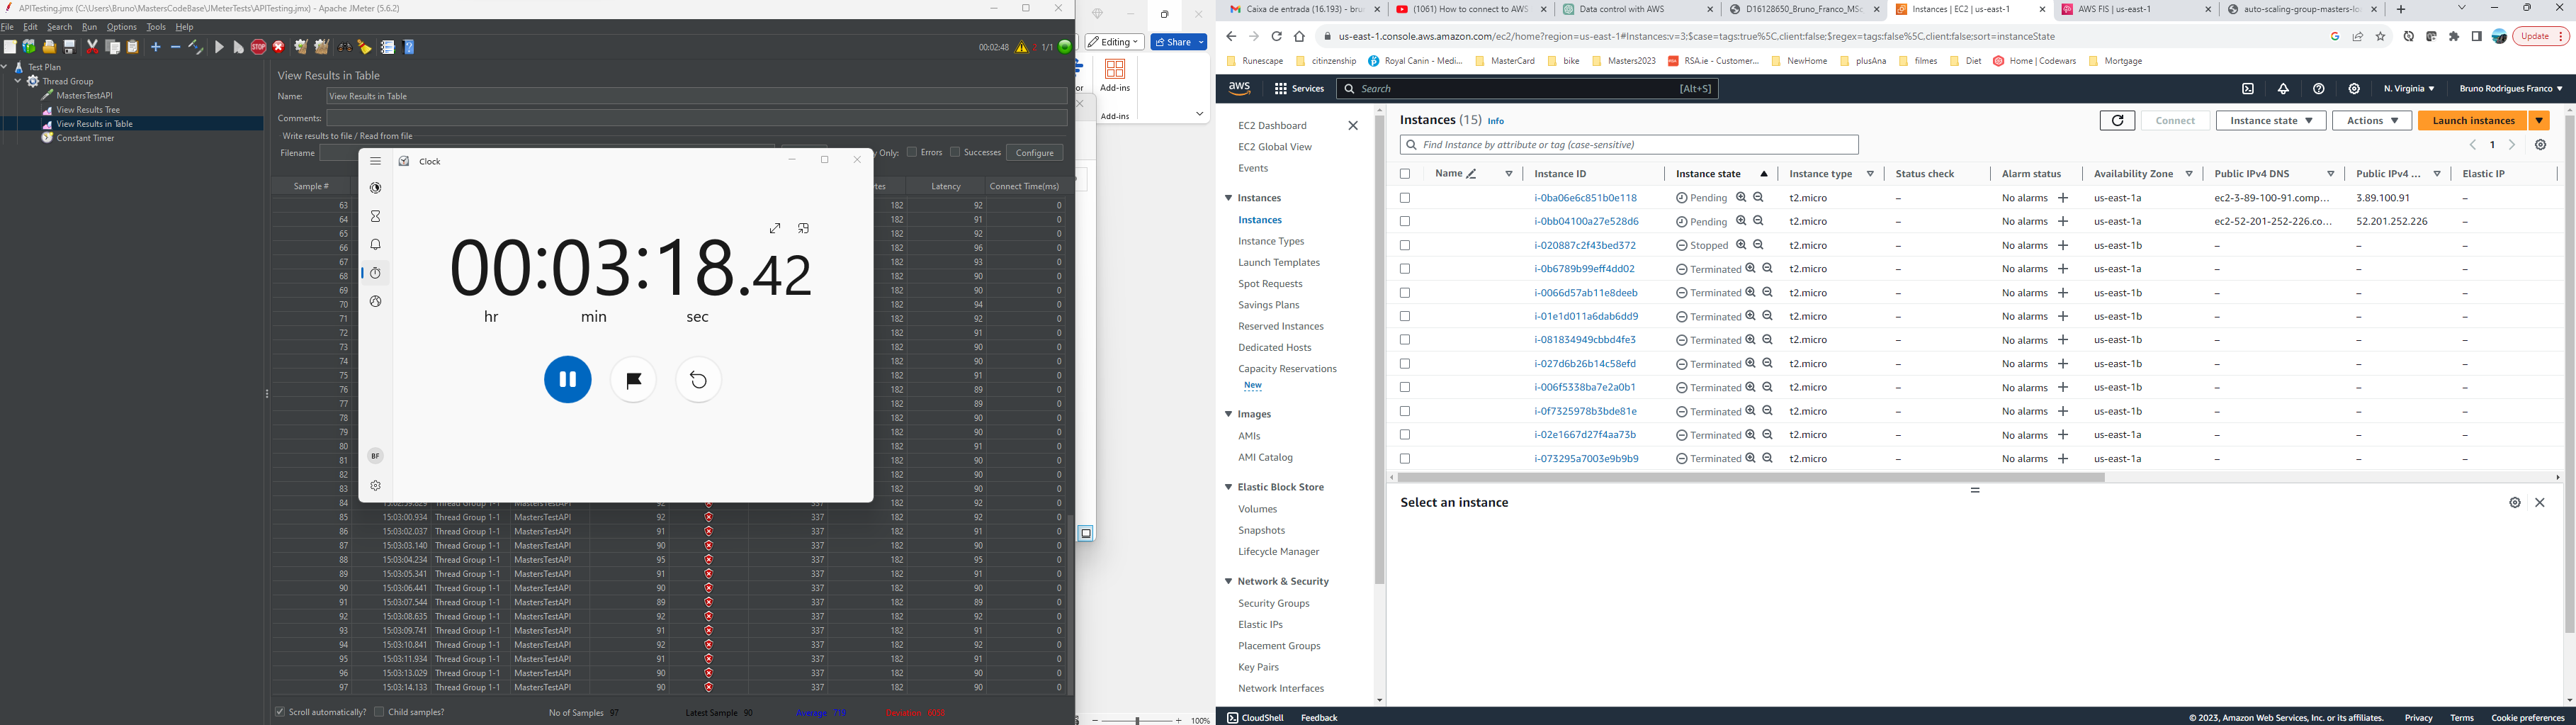 APITesting.jmx (C:\Users\Bruno\MastersCodeBase\JMeterTests\APITesting.jmx) - Apache JMeter (5.6.2)
File Edit Search Run Options Tools Help
00:02:48 1/1
Test Plan
Thread Group
MastersTestAPI
View Results Tree
View Results in Table
Constant Timer
View Results in Table
Name: View Results in Table
Comments:
Write results to file / Read from file
Filename Only: Errors Successes Configure
Sample # Latency Connect Time(ms)
63 182 92 0
64 182 91 0
65 182 92 0
66 182 96 0
67 182 93 0
68 182 90 0
69 182 90 0
70 182 94 0
71 182 92 0
72 182 91 0
73 182 90 0
74 182 90 0
75 182 91 0
76 182 89 0
77 182 89 0
78 182 90 0
79 182 90 0
80 182 91 0
81 182 90 0
82 182 90 0
83 182 90 0
84 15:02:59.829 Thread Group 1-1 MastersTestAPI 92 337 182 92 0
85 15:03:00.934 Thread Group 1-1 MastersTestAPI 92 337 182 92 0
86 15:03:02.037 Thread Group 1-1 MastersTestAPI 91 337 182 91 0
87 15:03:03.140 Thread Group 1-1 MastersTestAPI 90 337 182 90 0
88 15:03:04.234 Thread Group 1-1 MastersTestAPI 95 337 182 95 0
89 15:03:05.341 Thread Group 1-1 MastersTestAPI 91 337 182 91 0
90 15:03:06.441 Thread Group 1-1 MastersTestAPI 90 337 182 90 0
91 15:03:07.544 Thread Group 1-1 MastersTestAPI 89 337 182 89 0
92 15:03:08.635 Thread Group 1-1 MastersTestAPI 92 337 182 92 0
93 15:03:09.741 Thread Group 1-1 MastersTestAPI 91 337 182 91 0
94 15:03:10.841 Thread Group 1-1 MastersTestAPI 92 337 182 92 0
95 15:03:11.934 Thread Group 1-1 MastersTestAPI 91 337 182 91 0
96 15:03:13.029 Thread Group 1-1 MastersTestAPI 90 337 182 90 0
97 15:03:14.133 Thread Group 1-1 MastersTestAPI 90 337 182 90 0
Scroll automatically? Child samples? No of Samples 97 Latest Sample 90 Average 719 Deviation 6058
Clock
00:03:18.42
hr min sec
BF
Editing Share
Add-ins
Add-ins
100%
Caixa de entrada (16.193) - bru
(1061) How to connect to AWS
Data control with AWS
D16128650_Bruno_Franco_MSc
Instances | EC2 | us-east-1
AWS FIS | us-east-1
auto-scaling-group-masters-lo
us-east-1.console.aws.amazon.com/ec2/home?region=us-east-1#Instances:v=3;$case=tags:true%5C,client:false;$regex=tags:false%5C,client:false;sort=instanceState
Update
Runescape citinzenship Royal Canin - Medi... MasterCard bike Masters2023 RSA.ie - Customer... NewHome plusAna filmes Diet Home | Codewars Mortgage
aws Services Search [Alt+S] N. Virginia Bruno Rodrigues Franco
EC2 Dashboard
EC2 Global View
Events
Instances
Instances
Instance Types
Launch Templates
Spot Requests
Savings Plans
Reserved Instances
Dedicated Hosts
Capacity Reservations
New
Images
AMIs
AMI Catalog
Elastic Block Store
Volumes
Snapshots
Lifecycle Manager
Network & Security
Security Groups
Elastic IPs
Placement Groups
Key Pairs
Network Interfaces
Instances (15) Info Connect Instance state Actions Launch instances
Find Instance by attribute or tag (case-sensitive) 1
Name Instance ID Instance state Instance type Status check Alarm status Availability Zone Public IPv4 DNS Public IPv4 ... Elastic IP
i-0ba06e6c851b0e118 Pending t2.micro – No alarms + us-east-1a ec2-3-89-100-91.comp... 3.89.100.91 –
i-0bb04100a27e528d6 Pending t2.micro – No alarms + us-east-1a ec2-52-201-252-226.co... 52.201.252.226 –
i-020887c2f43bed372 Stopped t2.micro – No alarms + us-east-1b – – –
i-0b6789b99eff4dd02 Terminated t2.micro – No alarms + us-east-1a – – –
i-0066d57ab11e8deeb Terminated t2.micro – No alarms + us-east-1b – – –
i-01e1d011a6dab6dd9 Terminated t2.micro – No alarms + us-east-1b – – –
i-081834949cbbd4fe3 Terminated t2.micro – No alarms + us-east-1b – – –
i-027d6b26b14c58efd Terminated t2.micro – No alarms + us-east-1b – – –
i-006f5338ba7e2a0b1 Terminated t2.micro – No alarms + us-east-1b – – –
i-0f7325978b3bde81e Terminated t2.micro – No alarms + us-east-1b – – –
i-02e1667d27f4aa73b Terminated t2.micro – No alarms + us-east-1a – – –
i-073295a7003e9b9b9 Terminated t2.micro – No alarms + us-east-1a – – –
Select an instance
CloudShell Feedback © 2023, Amazon Web Services, Inc. or its affiliates. Privacy Terms Cookie preferences